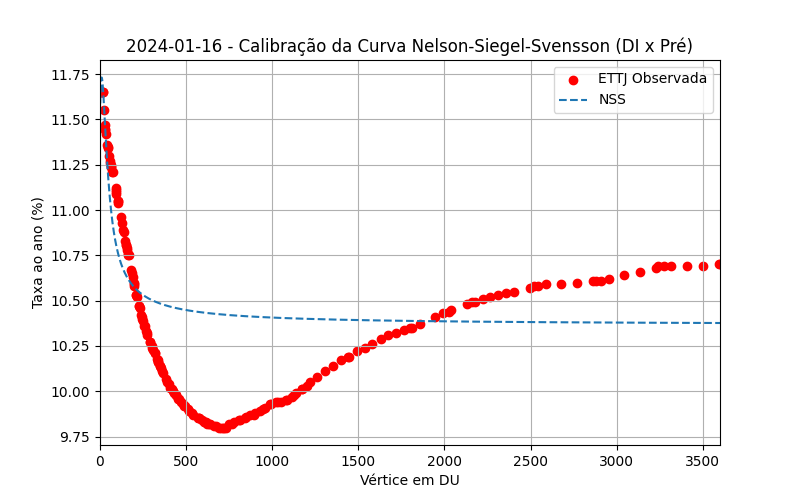 2024-01-16 - Calibração da Curva Nelson-Siegel-Svensson (DI x Pré)
ETTJ Observada
NSS
Taxa ao ano (%)
11.75
11.50
11.25
11.00
10.75
10.50
10.25
10.00
9.75
0 500 1000 1500 2000 2500 3000 3500
Vértice em DU